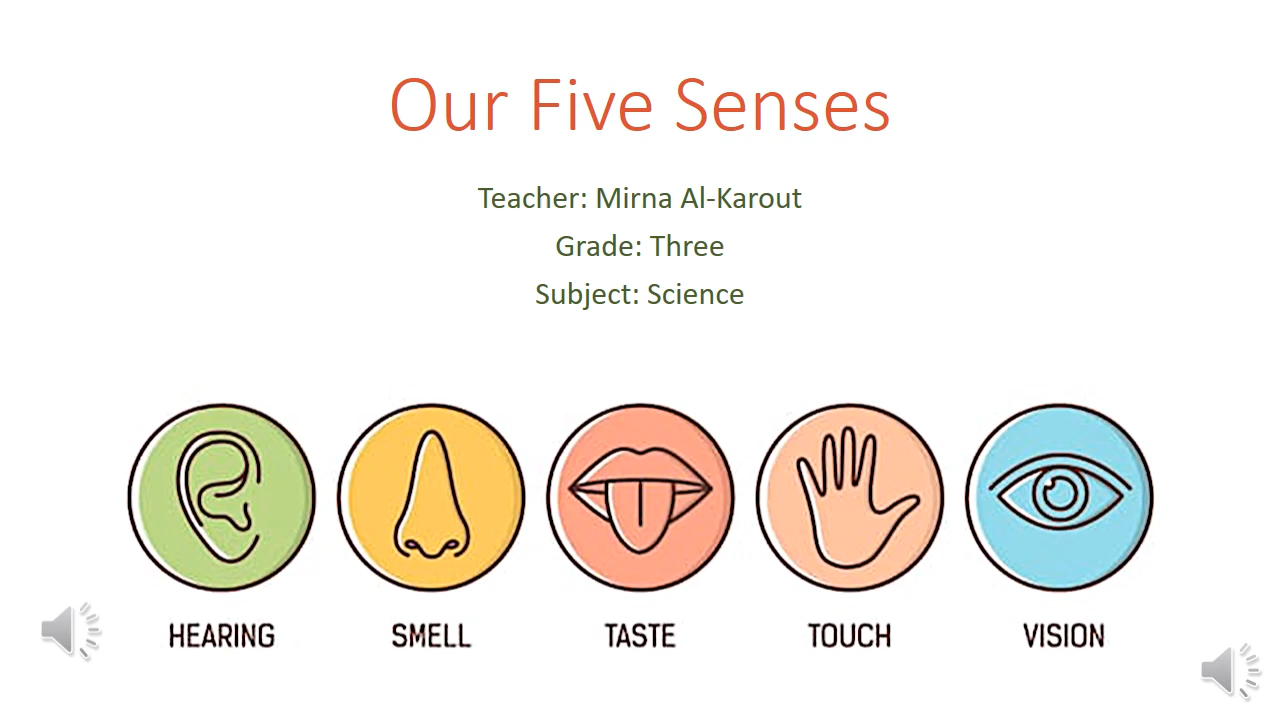 Our Five Senses
Teacher: Mirna Al-Karout
Grade: Three
Subject: Science
HEARING SMELL TASTE TOUCH VISION